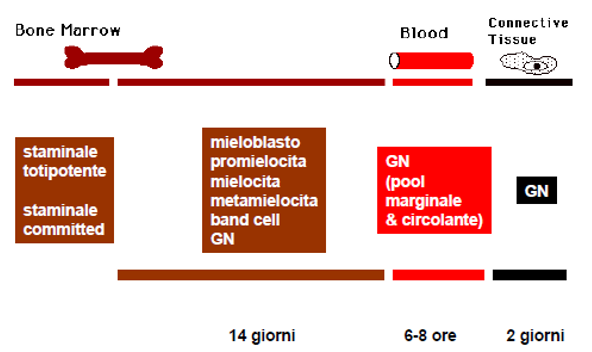 Bone Marrow
Blood
Connective
Tissue
staminale
totipotente
staminale
committed
mieloblasto
promielocita
mielocita
metamielocita
band cell
GN
GN
(pool
marginale
& circolante)
GN
14 giorni
6-8 ore
2 giorni